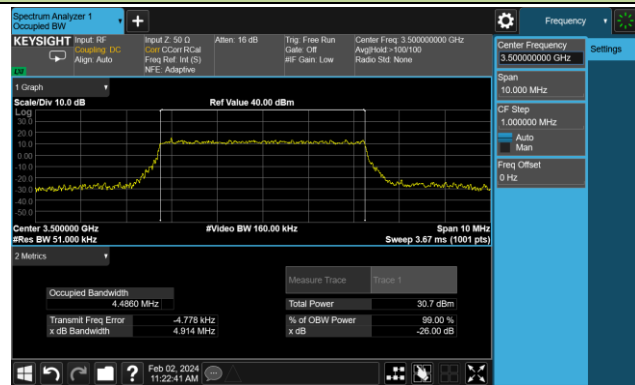 Spectrum Analyzer 1
Occupied BW
Frequency
KEYSIGHT
Input: RF
Coupling: DC
Align: Auto
Input Z: 50 Ω
Corr CCorr RCal
Freq Ref: Int (S)
NFE: Adaptive
Atten: 16 dB
Trig: Free Run
Gate: Off
#IF Gain: Low
Center Freq: 3.500000000 GHz
Avg|Hold:>100/100
Radio Std: None
Center Frequency
3.500000000 GHz
Settings
Span
10.000 MHz
CF Step
1.000000 MHz
Auto
Man
Freq Offset
0 Hz
1 Graph
Scale/Div 10.0 dB
Ref Value 40.00 dBm
Log
30.0
20.0
10.0
0.00
-10.0
-20.0
-30.0
-40.0
-50.0
Center 3.500000 GHz
#Video BW 160.00 kHz
Span 10 MHz
#Res BW 51.000 kHz
Sweep 3.67 ms (1001 pts)
2 Metrics
Measure Trace
Trace 1
Occupied Bandwidth
4.4860 MHz
Total Power
30.7 dBm
Transmit Freq Error
-4.778 kHz
% of OBW Power
99.00 %
x dB Bandwidth
4.914 MHz
x dB
-26.00 dB
Feb 02, 2024
11:22:41 AM